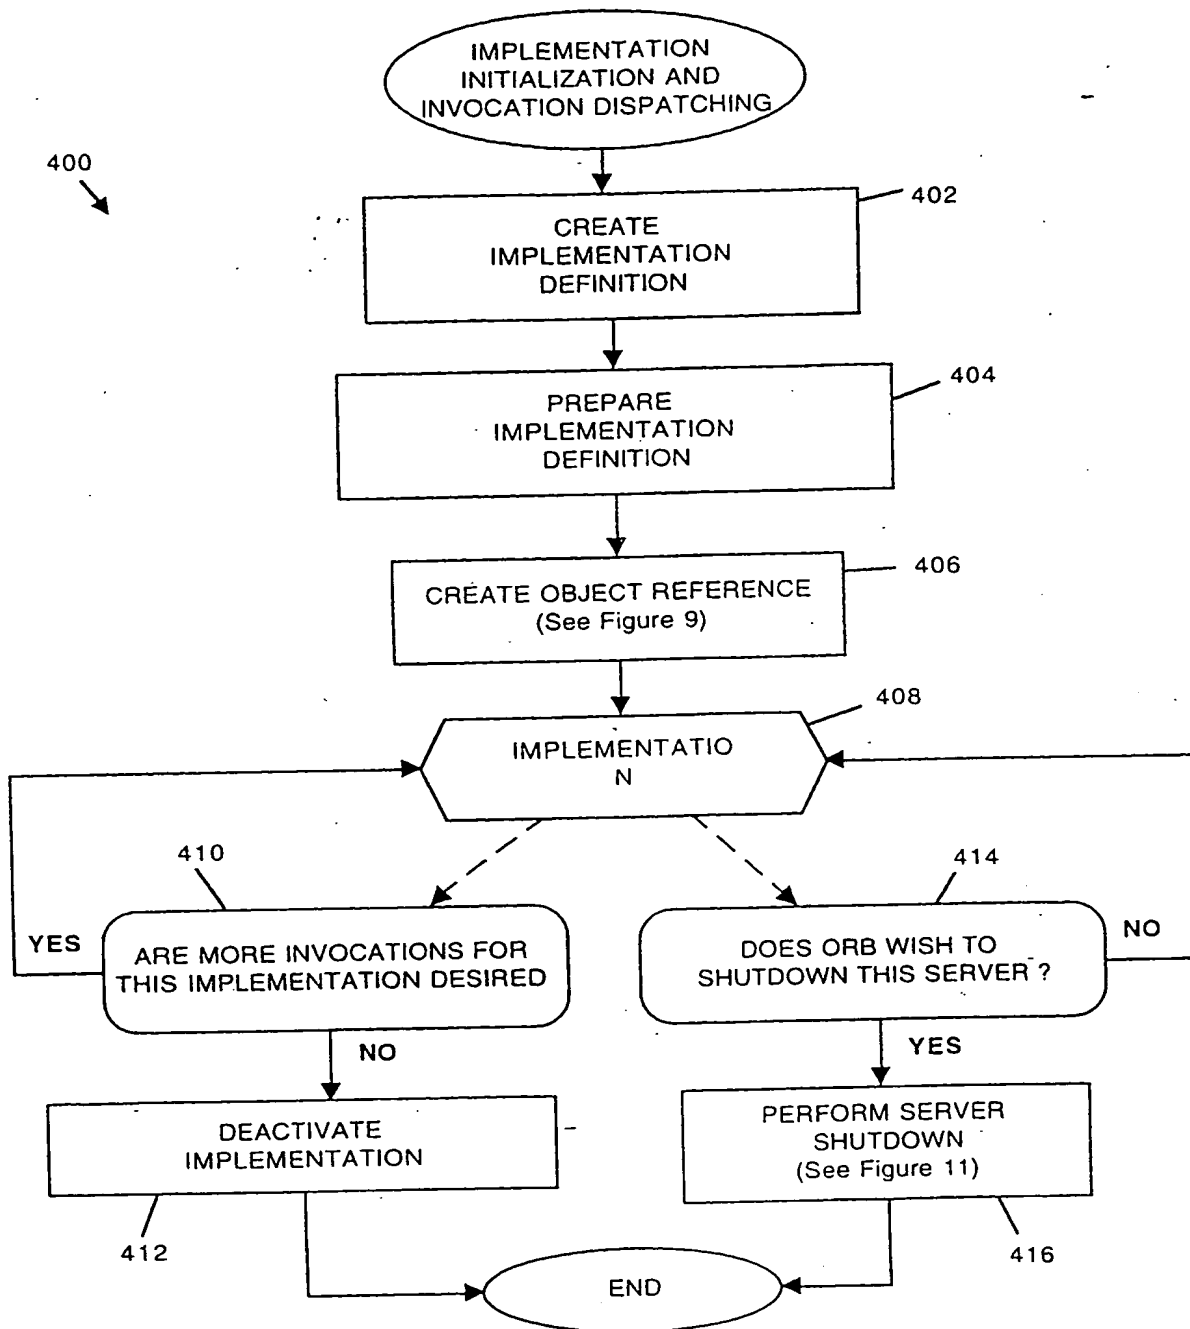 IMPLEMENTATION
INITIALIZATION AND
INVOCATION DISPATCHING
400
402
CREATE
IMPLEMENTATION
DEFINITION
404
PREPARE
IMPLEMENTATION
DEFINITION
406
CREATE OBJECT REFERENCE
(See Figure 9)
408
IMPLEMENTATIO
N
410
414
YES
ARE MORE INVOCATIONS FOR
THIS IMPLEMENTATION DESIRED
DOES ORB WISH TO
SHUTDOWN THIS SERVER ?
NO
NO
YES
DEACTIVATE
IMPLEMENTATION
PERFORM SERVER
SHUTDOWN
(See Figure 11)
412
416
END